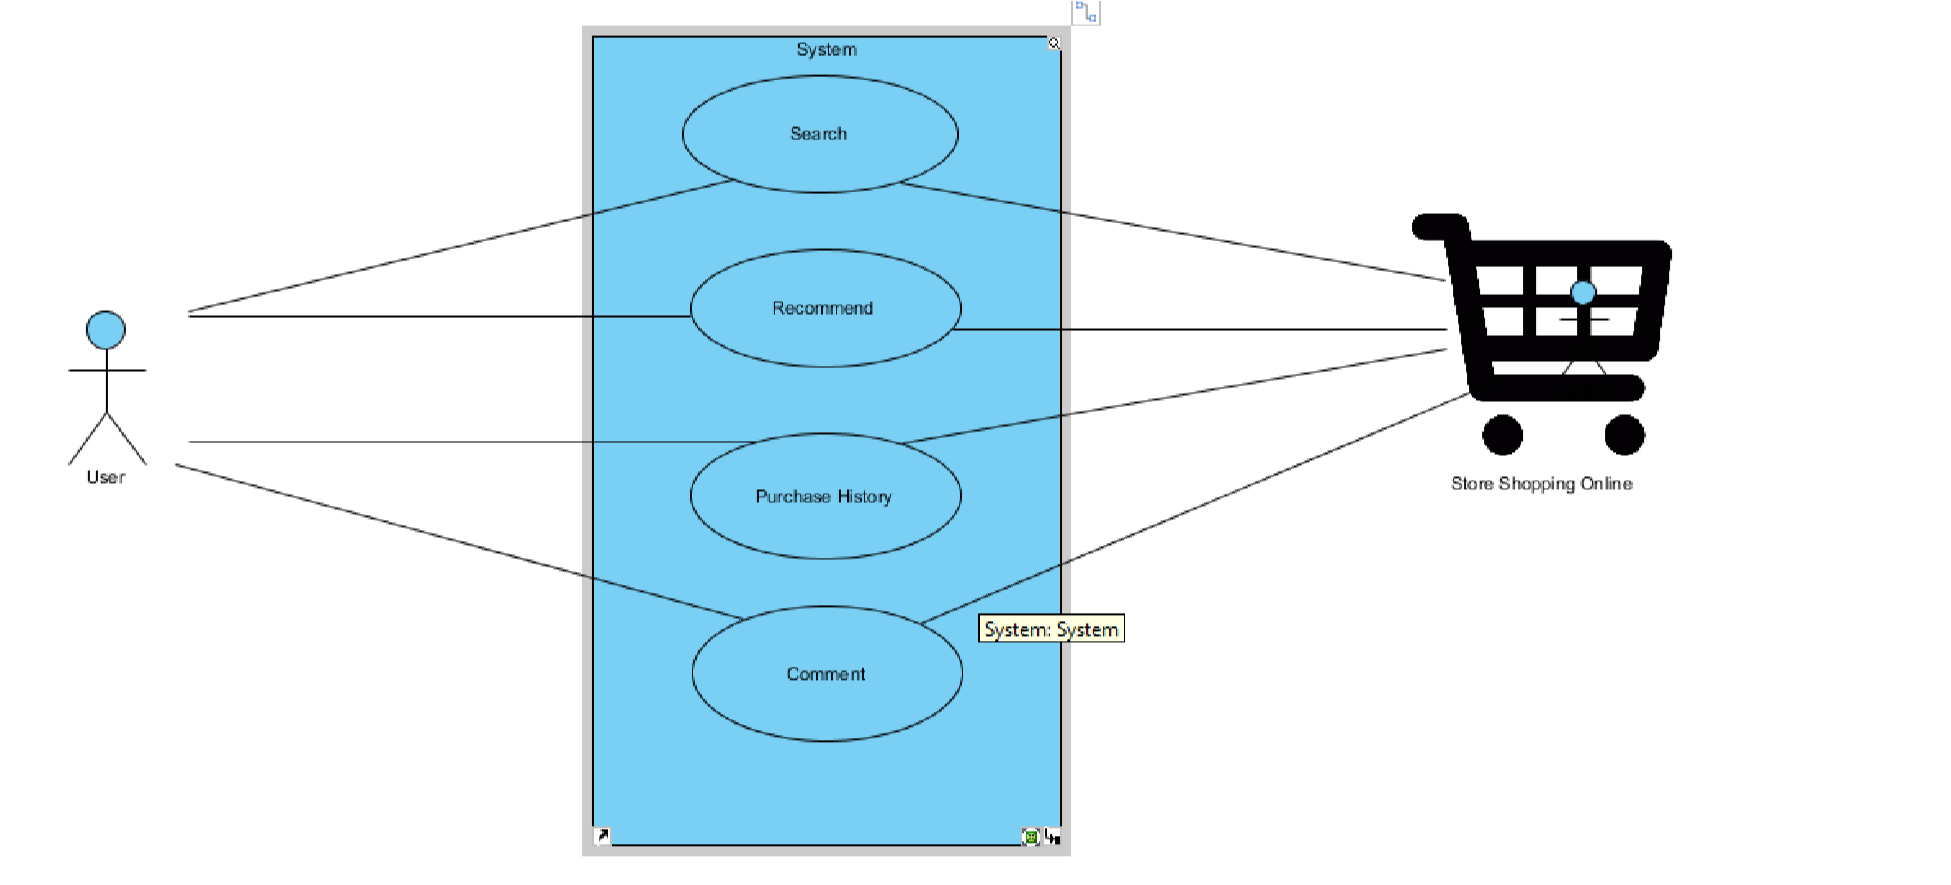 System
Search
Recommend
User
Purchase History
Store Shopping Online
System: System
Comment